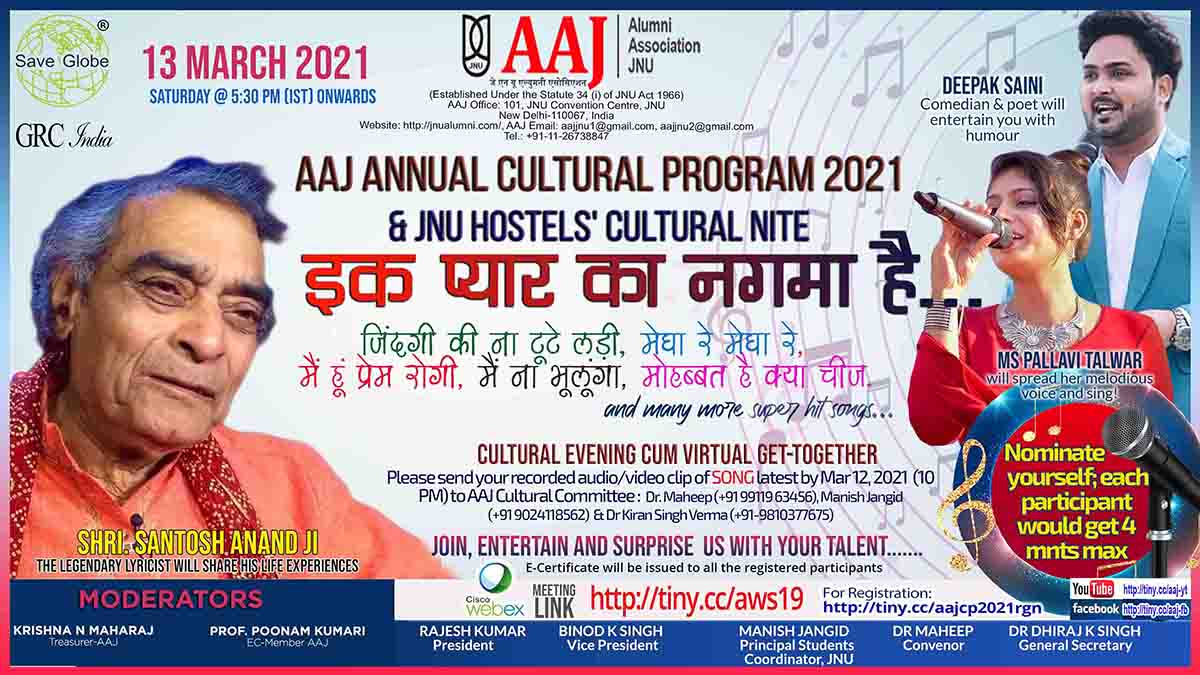 ®
Save Globe
GRC India
13 MARCH 2021
SATURDAY @ 5:30 PM (IST) ONWARDS
JNU
AAJ
Alumni
Association
JNU
जे एन यू एल्युमनी एसोसिएशन
(Established Under the Statute 34 (i) of JNU Act 1966)
AAJ Office: 101, JNU Convention Centre, JNU
New Delhi-110067, India
Website: http://jnualumni.com/, AAJ Email: aajjnu1@gmail.com, aajjnu2@gmail.com
Tel.: +91-11-26738847
DEEPAK SAINI
Comedian & poet will
entertain you with
humour
AAJ ANNUAL CULTURAL PROGRAM 2021
& JNU HOSTELS' CULTURAL NITE
इक प्यार का नगमा है...
जिंदगी की ना टूटे लड़ी, मेघा रे मेघा रे,
मैं हूं प्रेम रोगी, मैं ना भूलूंगा, मोहब्बत है क्या चीज,
and many more super hit songs...
MS PALLAVI TALWAR
will spread her melodious
voice and sing!
CULTURAL EVENING CUM VIRTUAL GET-TOGETHER
Please send your recorded audio/video clip of SONG latest by Mar 12, 2021 (10
PM) to AAJ Cultural Committee : Dr. Maheep (+91 99119 63456), Manish Jangid
(+91 9024118562) & Dr Kiran Singh Verma (+91-9810377675)
Nominate
yourself; each
participant
would get 4
mnts max
SHRI. SANTOSH ANAND JI
THE LEGENDARY LYRICIST WILL SHARE HIS LIFE EXPERIENCES
JOIN, ENTERTAIN AND SURPRISE US WITH YOUR TALENT.......
E-Certificate will be issued to all the registered participants
MODERATORS
Cisco
webex
MEETING
LINK
http://tiny.cc/aws19
For Registration:
http://tiny.cc/aajcp2021rgn
YouTube http://tiny.cc/aaj-yt
facebook http://tiny.cc/aaj-fb
KRISHNA N MAHARAJ
Treasurer-AAJ
PROF. POONAM KUMARI
EC-Member AAJ
RAJESH KUMAR
President
BINOD K SINGH
Vice President
MANISH JANGID
Principal Students
Coordinator, JNU
DR MAHEEP
Convenor
DR DHIRAJ K SINGH
General Secretary